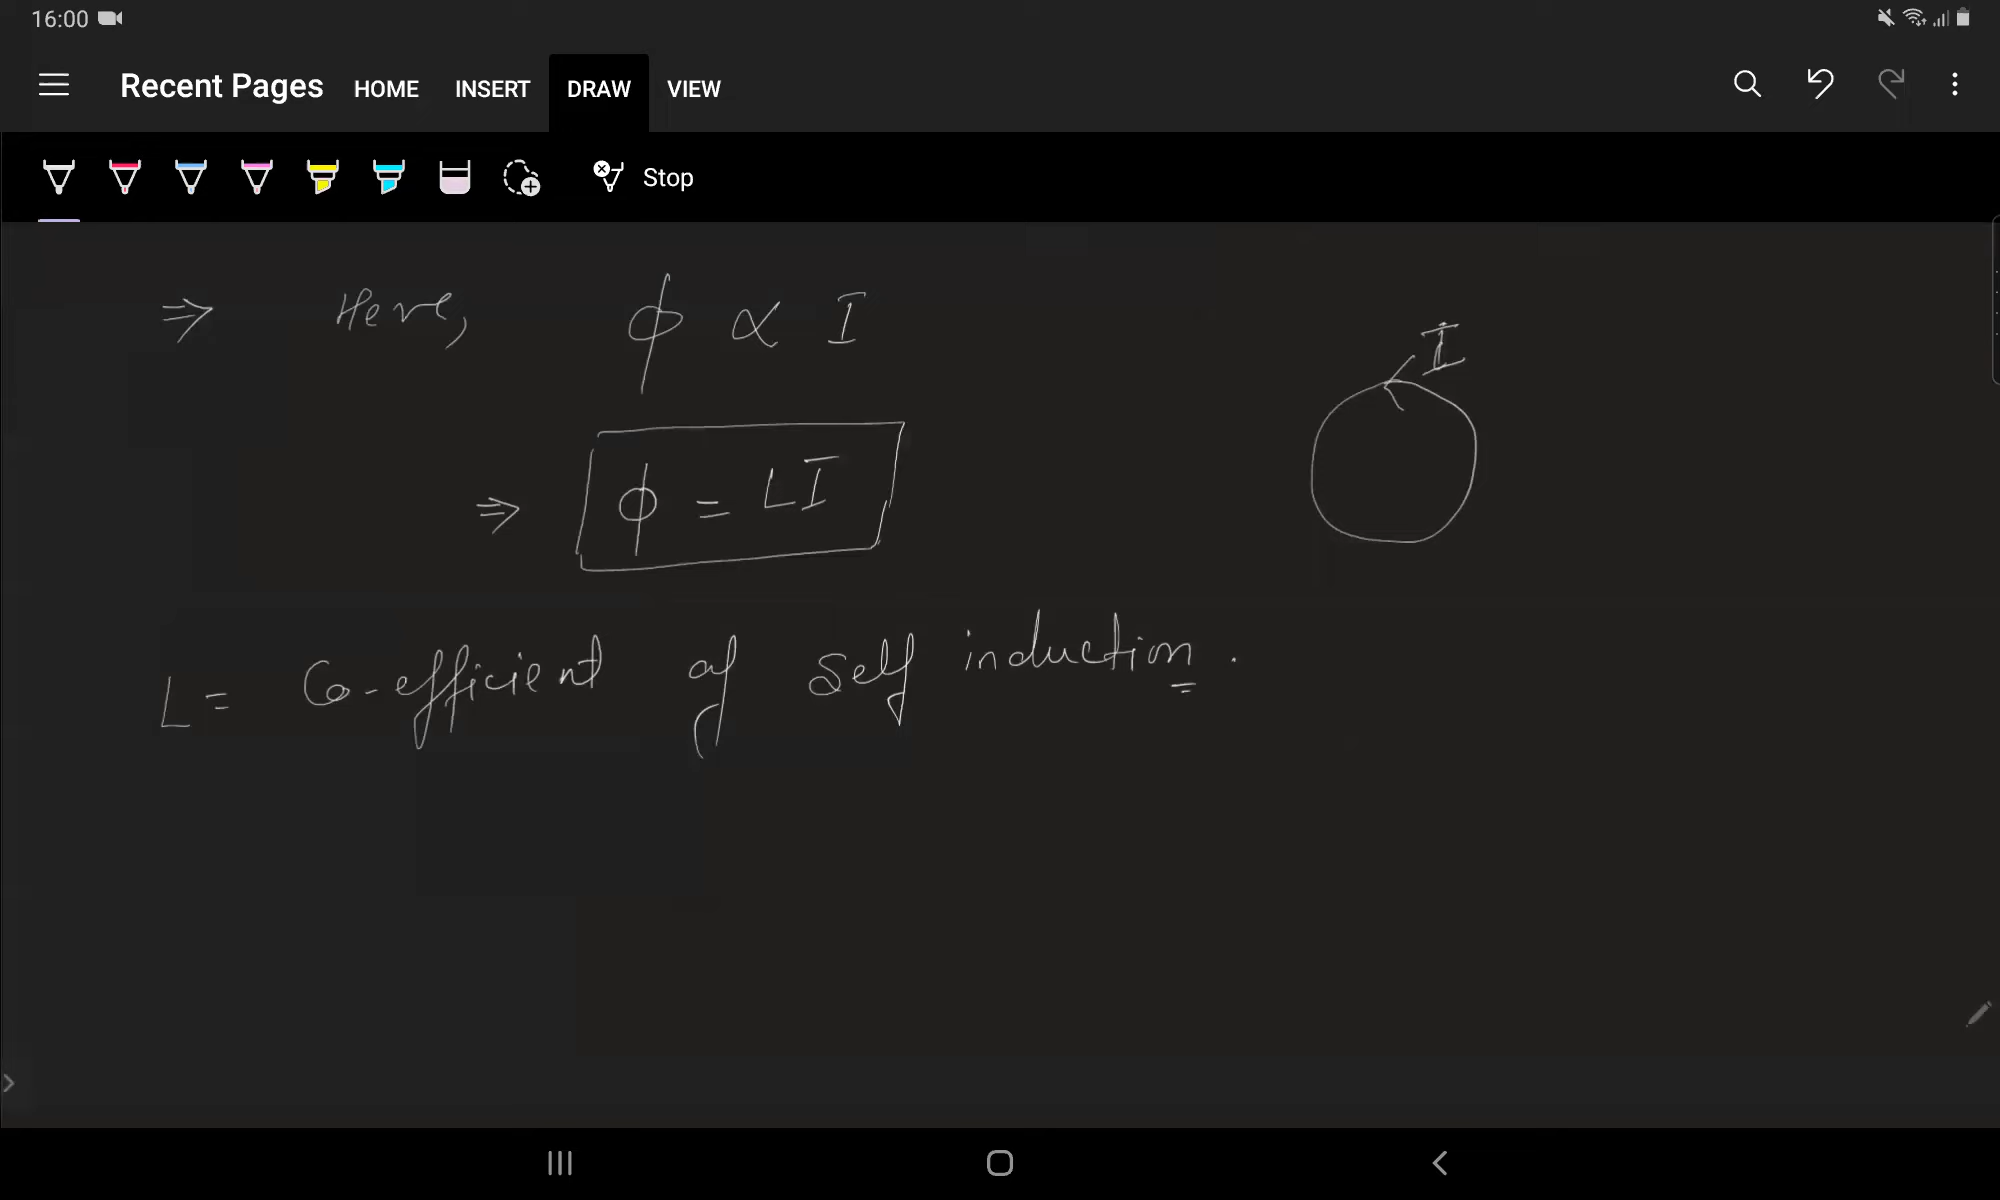 16:00
Recent Pages HOME INSERT DRAW VIEW
Stop
⇒ Here, ϕ ∝ I
I
⇒ ϕ = LI
L = Co-efficient of self induction.